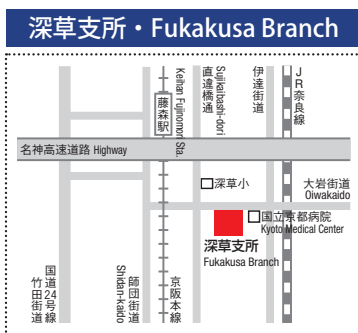 深草支所・Fukakusa Branch
藤森駅
Keihan Fujinomori Sta.
直違橋通
Sujikaibashi-dori
伊達街道
JR奈良線
名神高速道路 Highway
深草小
大岩街道
Oiwakaido
国立京都病院
Kyoto Medical Center
深草支所
Fukakusa Branch
国道24号線
竹田街道
師団街道
Shidan-kaido
京阪本線